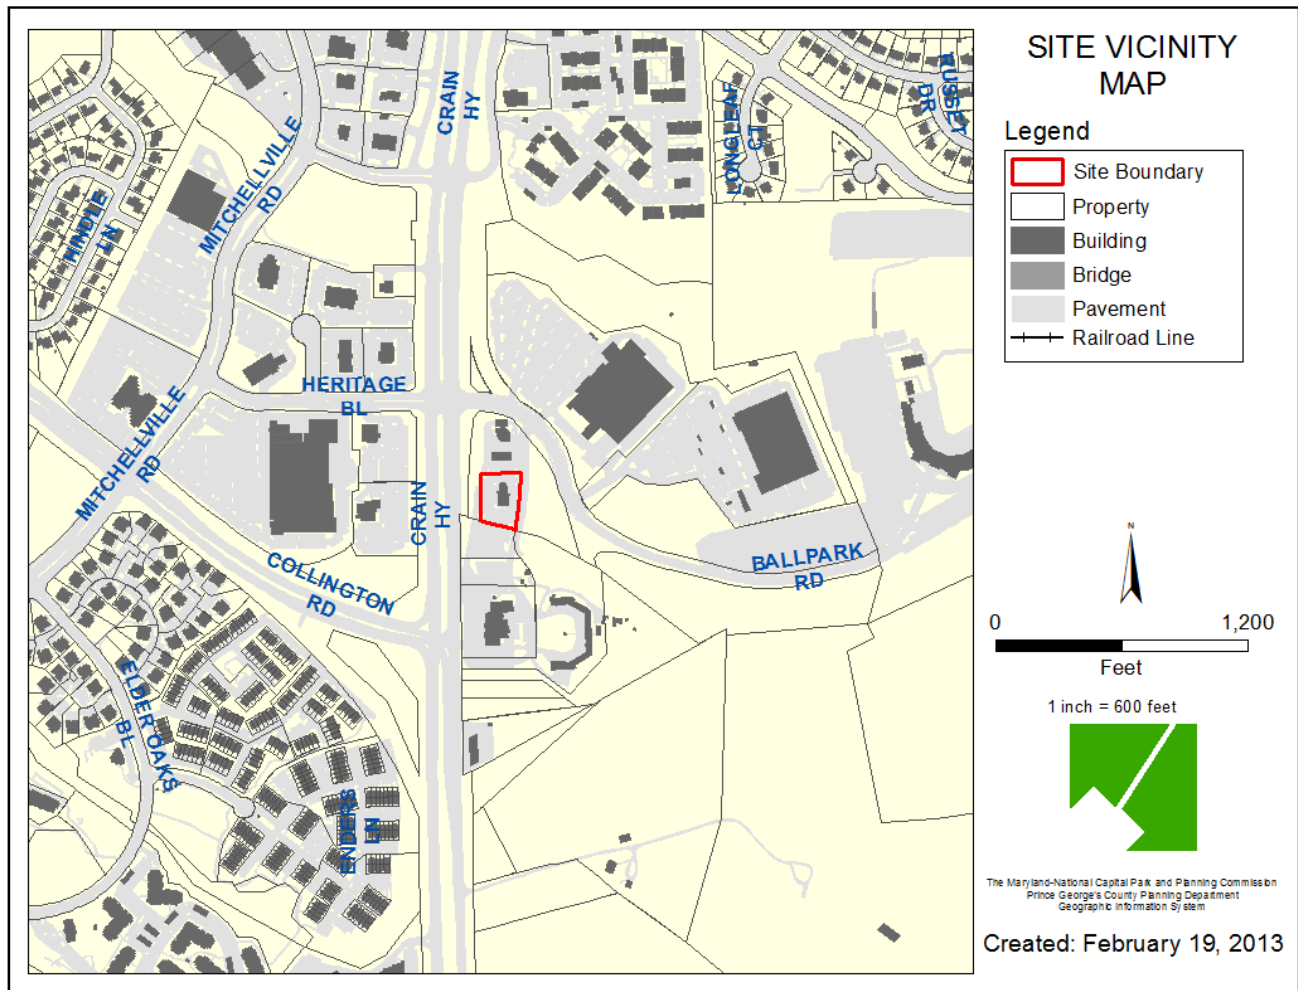 SITE VICINITY
MAP
Legend
Site Boundary
Property
Building
Bridge
Pavement
Railroad Line
N
0 1,200
Feet
1 inch = 600 feet
The Maryland-National Capital Park and Planning Commission
Prince George's County Planning Department
Geographic Information System
Created: February 19, 2013
CRAIN
HY
MITCHELLVILLE
RD
HINDLE
LN
LONGLEAF
CT
RUSSET
DR
HERITAGE
BL
MITCHELLVILLE
RD
CRAIN
HY
COLLINGTON
RD
BALLPARK
RD
ELDER OAKS
BL
ENDERS
LN